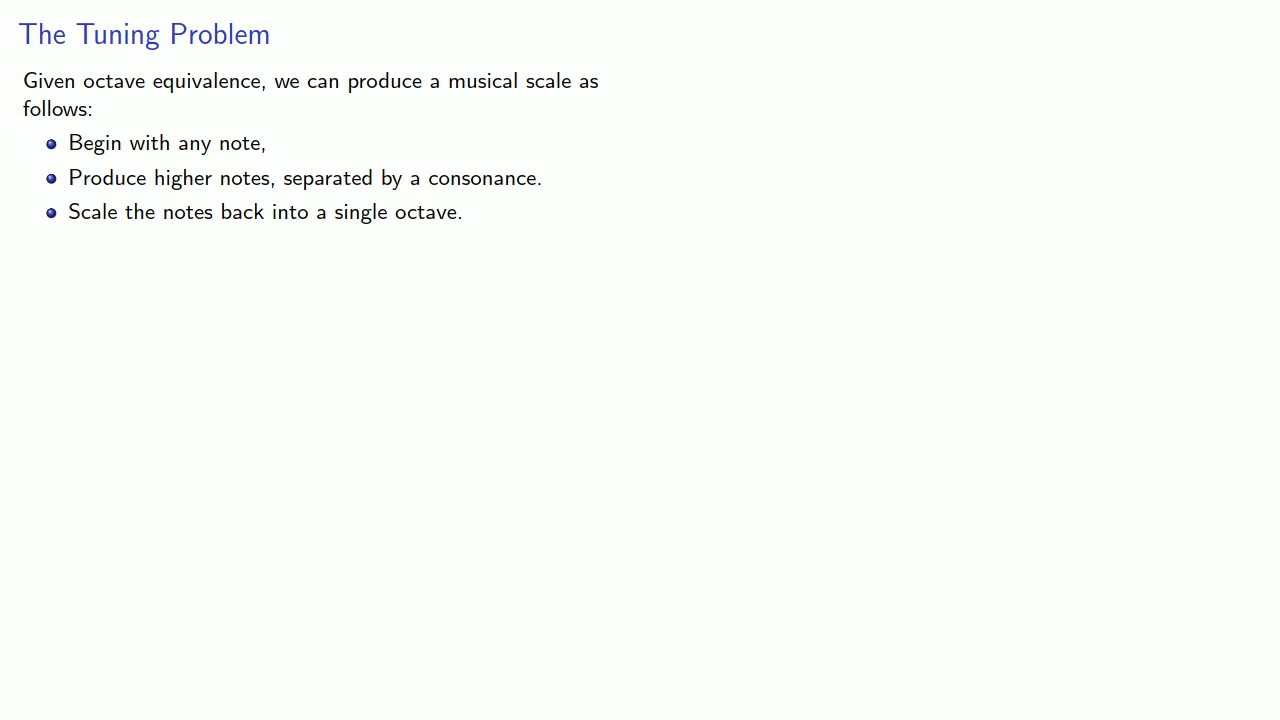 The Tuning Problem
Given octave equivalence, we can produce a musical scale as
follows:
Begin with any note,
Produce higher notes, separated by a consonance.
Scale the notes back into a single octave.